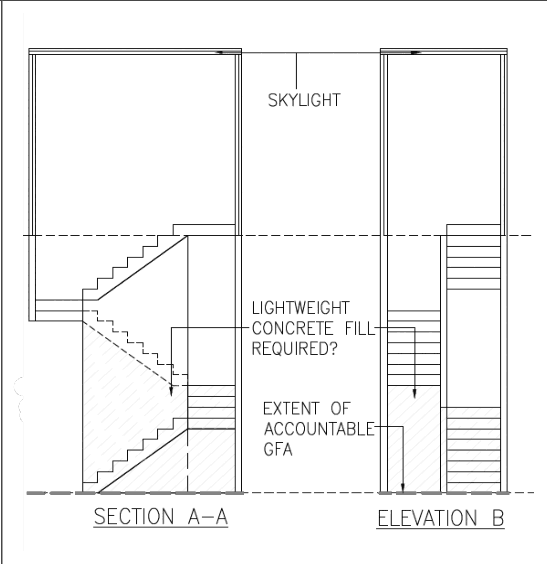 SKYLIGHT
LIGHTWEIGHT
CONCRETE FILL
REQUIRED?
EXTENT OF
ACCOUNTABLE
GFA
SECTION A-A
ELEVATION B